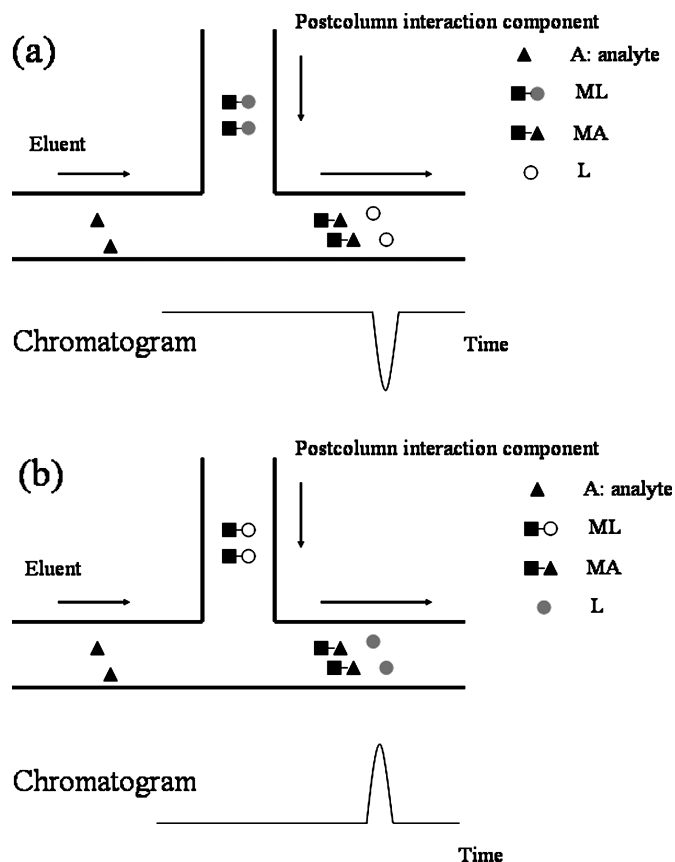 Postcolumn interaction component
(a)
A: analyte
ML
Eluent
MA
L
Chromatogram
Time
Postcolumn interaction component
(b)
A: analyte
ML
Eluent
MA
L
Chromatogram
Time